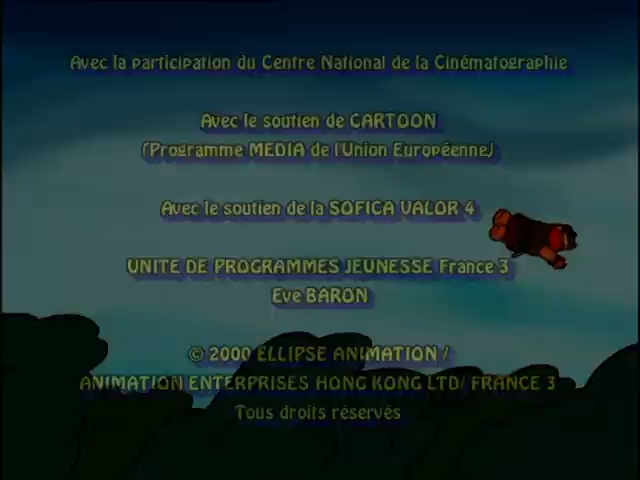 Avec la participation du Centre National de la Cinématographie
Avec le soutien de CARTOON
(Programme MEDIA de l'Union Européenne)
Avec le soutien de la SOFICA VALOR 4
UNITE DE PROGRAMMES JEUNESSE France 3
Eve BARON
© 2000 ELLIPSE ANIMATION /
ANIMATION ENTERPRISES HONG KONG LTD/ FRANCE 3
Tous droits réservés